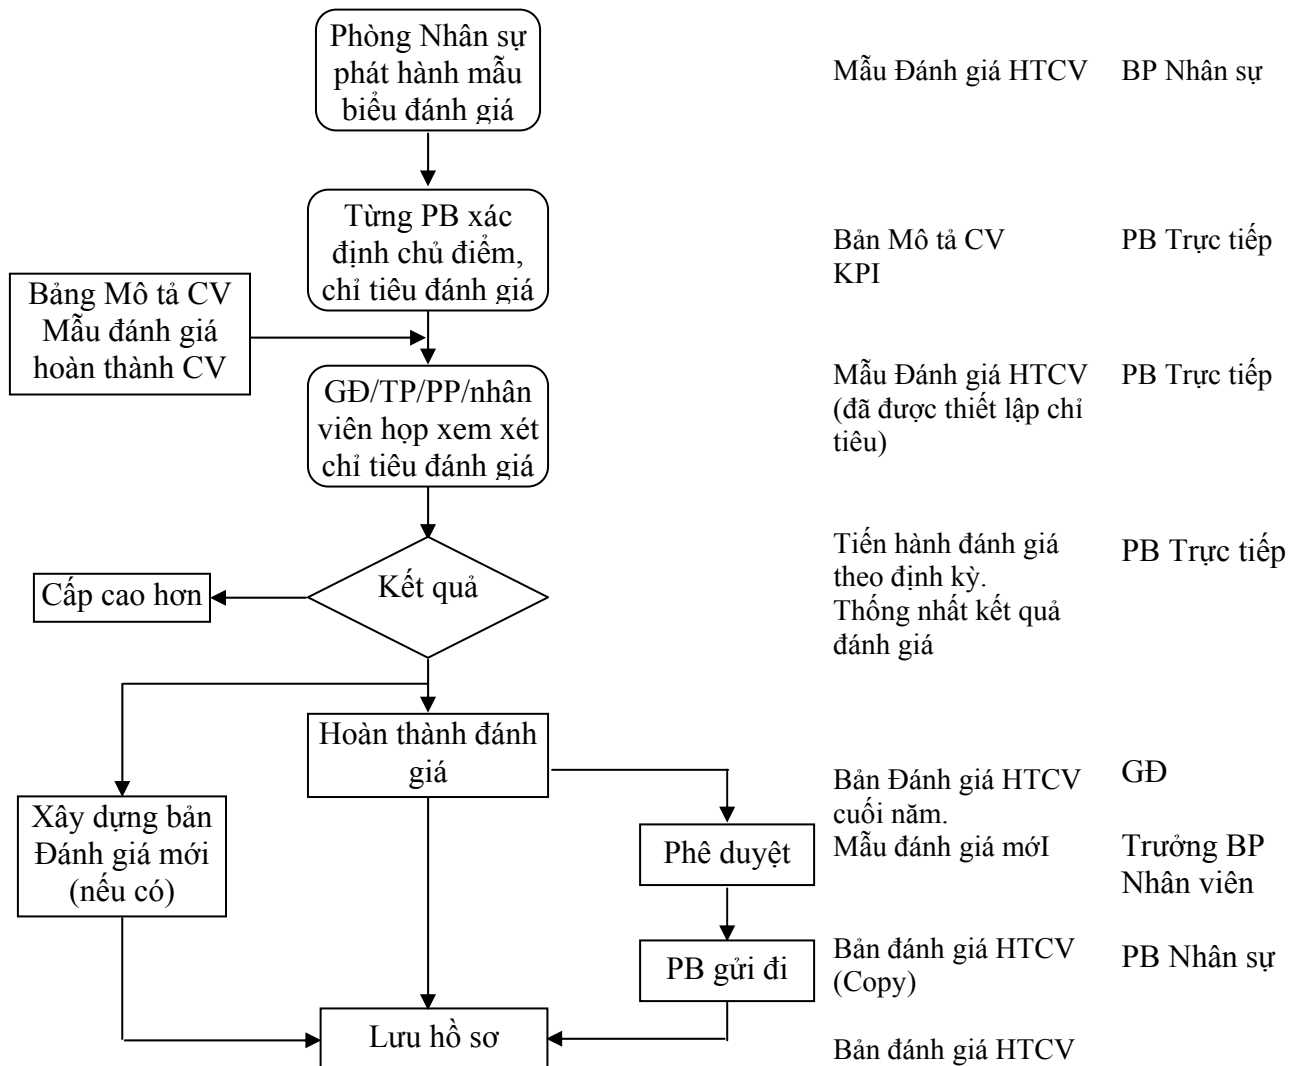 Phòng Nhân sự
phát hành mẫu
biểu đánh giá
Mẫu Đánh giá HTCV
BP Nhân sự
Từng PB xác
định chủ điểm,
chỉ tiêu đánh giá
Bản Mô tả CV
KPI
PB Trực tiếp
Bảng Mô tả CV
Mẫu đánh giá
hoàn thành CV
GĐ/TP/PP/nhân
viên họp xem xét
chỉ tiêu đánh giá
Mẫu Đánh giá HTCV
(đã được thiết lập chỉ
tiêu)
PB Trực tiếp
Cấp cao hơn
Kết quả
Tiến hành đánh giá
theo định kỳ.
Thống nhất kết quả
đánh giá
PB Trực tiếp
Hoàn thành đánh
giá
Bản Đánh giá HTCV
cuối năm.
Mẫu đánh giá mớI
GĐ
Trưởng BP
Nhân viên
Xây dựng bản
Đánh giá mới
(nếu có)
Phê duyệt
PB gửi đi
Bản đánh giá HTCV
(Copy)
PB Nhân sự
Lưu hồ sơ
Bản đánh giá HTCV